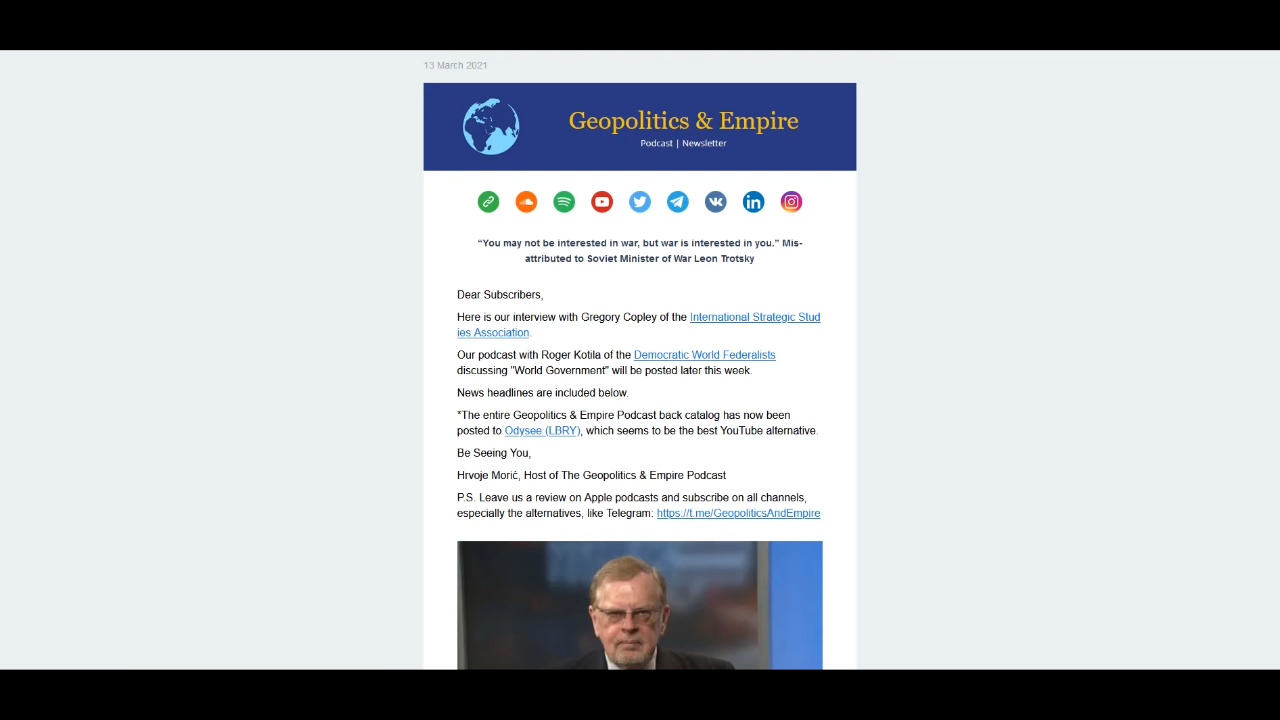 13 March 2021
Geopolitics & Empire
Podcast | Newsletter
“You may not be interested in war, but war is interested in you.” Mis-
attributed to Soviet Minister of War Leon Trotsky
Dear Subscribers,
Here is our interview with Gregory Copley of the International Strategic Stud
ies Association.
Our podcast with Roger Kotila of the Democratic World Federalists
discussing "World Government" will be posted later this week.
News headlines are included below.
*The entire Geopolitics & Empire Podcast back catalog has now been
posted to Odysee (LBRY), which seems to be the best YouTube alternative.
Be Seeing You,
Hrvoje Morić, Host of The Geopolitics & Empire Podcast
P.S. Leave us a review on Apple podcasts and subscribe on all channels,
especially the alternatives, like Telegram: https://t.me/GeopoliticsAndEmpire